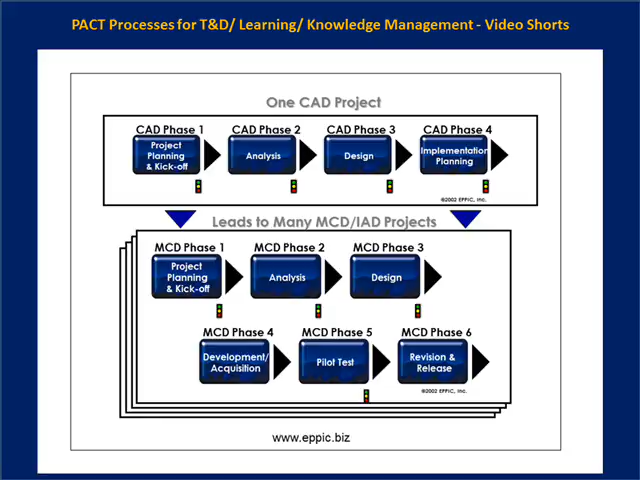 PACT Processes for T&D/ Learning/ Knowledge Management - Video Shorts
One CAD Project
CAD Phase 1
CAD Phase 2
CAD Phase 3
CAD Phase 4
Project
Planning
& Kick-off
Analysis
Design
Implementation
Planning
©2002 EPPIC, Inc.
Leads to Many MCD/IAD Projects
MCD Phase 1
MCD Phase 2
MCD Phase 3
Project
Planning
& Kick-off
Analysis
Design
MCD Phase 4
MCD Phase 5
MCD Phase 6
Development/
Acquisition
Pilot Test
Revision &
Release
©2002 EPPIC, Inc.
www.eppic.biz